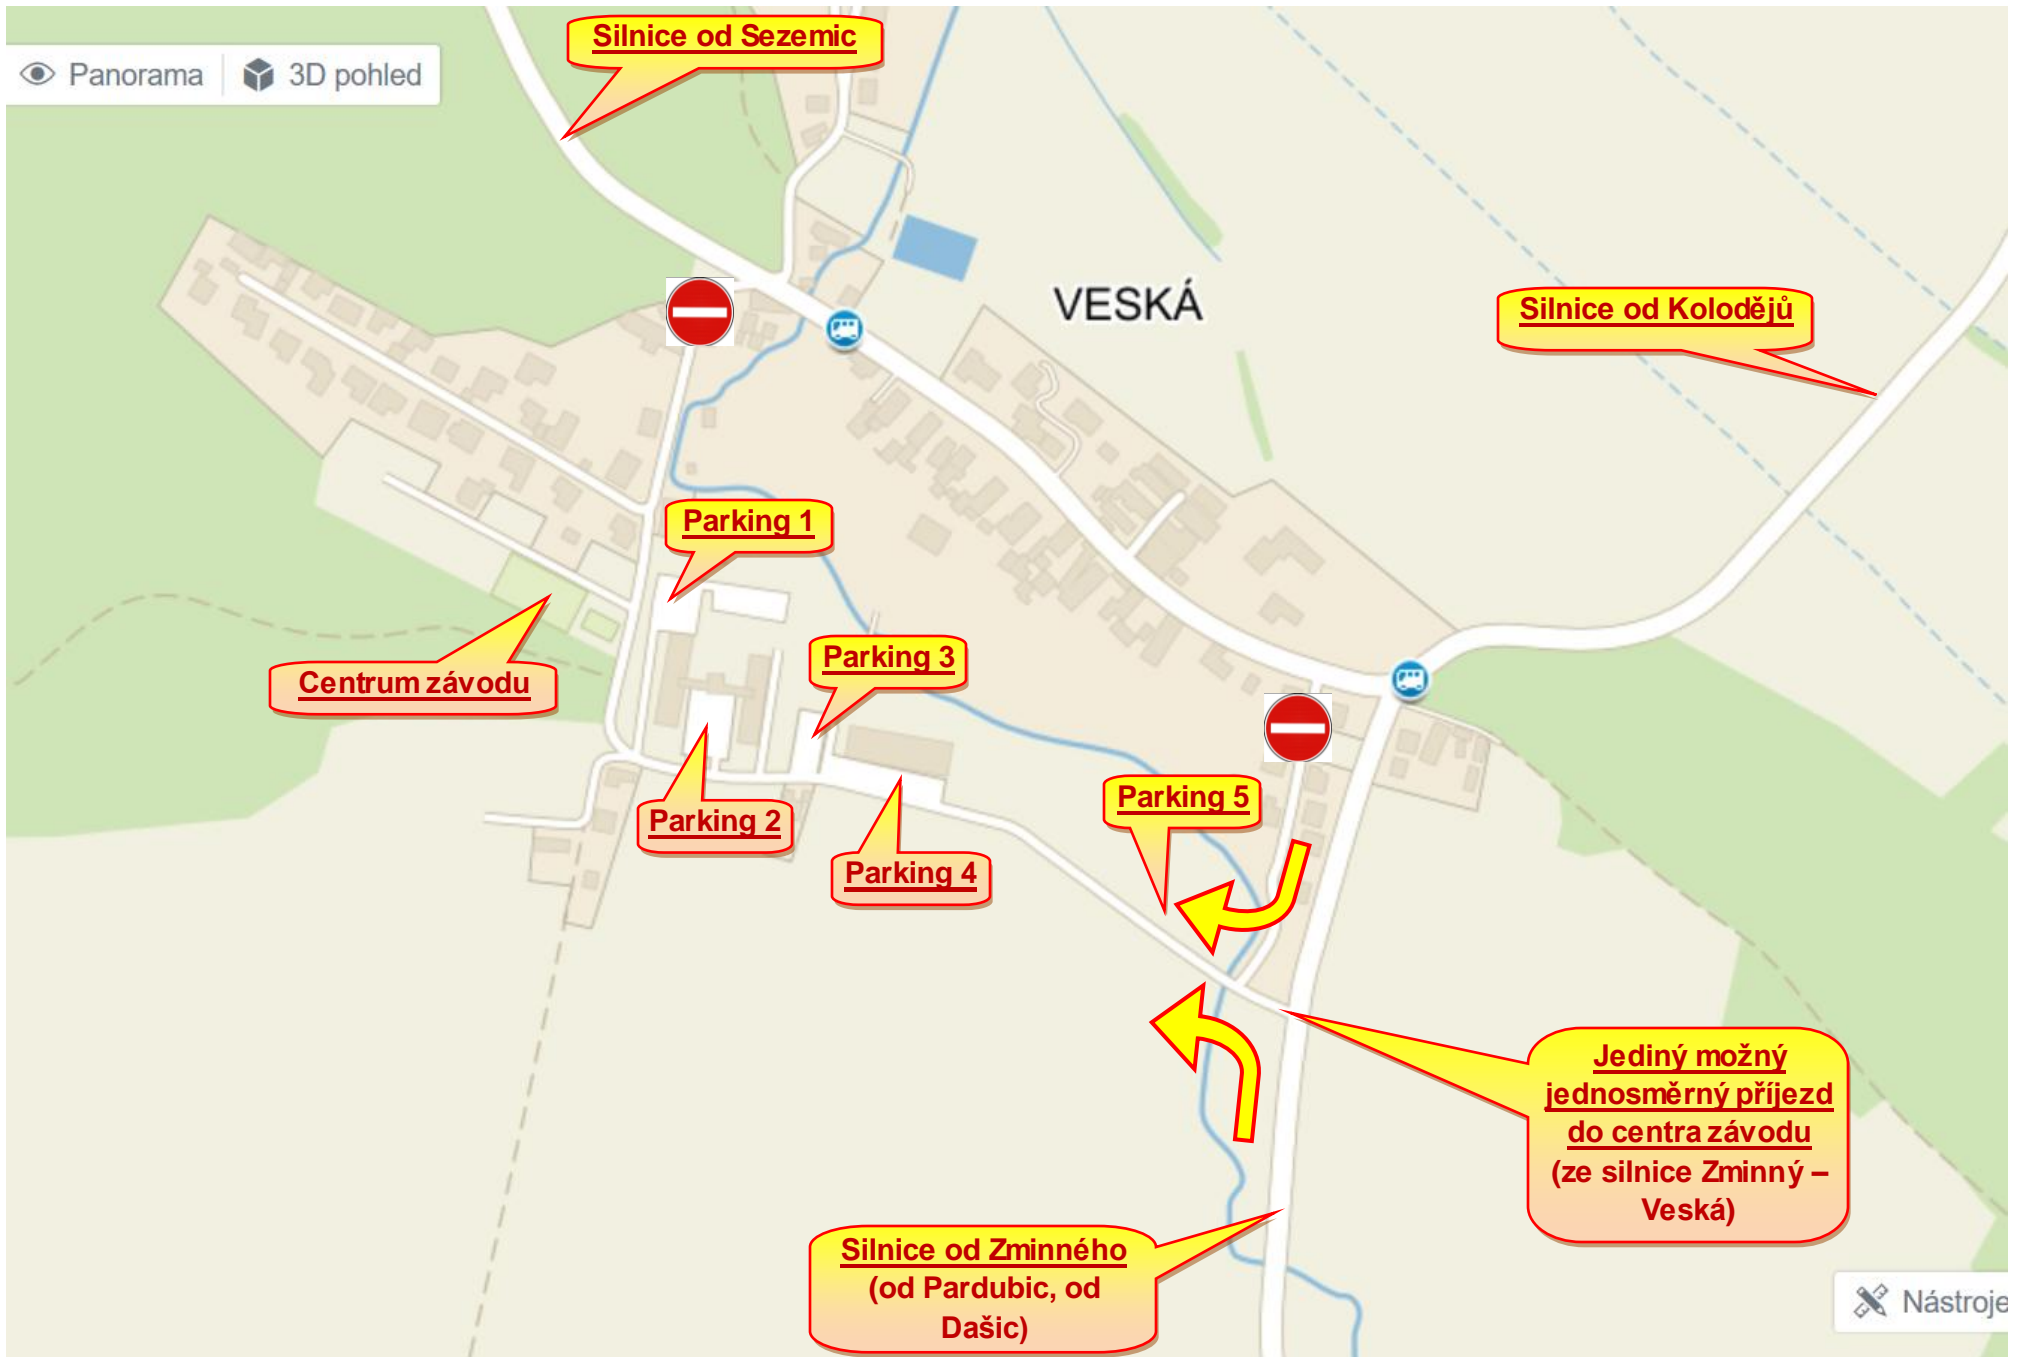 Silnice od Sezemic
Panorama
3D pohled
VESKÁ
Silnice od Kolodějů
Parking 1
Parking 3
Centrum závodu
Parking 5
Parking 2
Parking 4
Jediný možný
jednosměrný příjezd
do centra závodu
(ze silnice Zminný –
Veská)
Silnice od Zminného
(od Pardubic, od
Dašic)
Nástroje